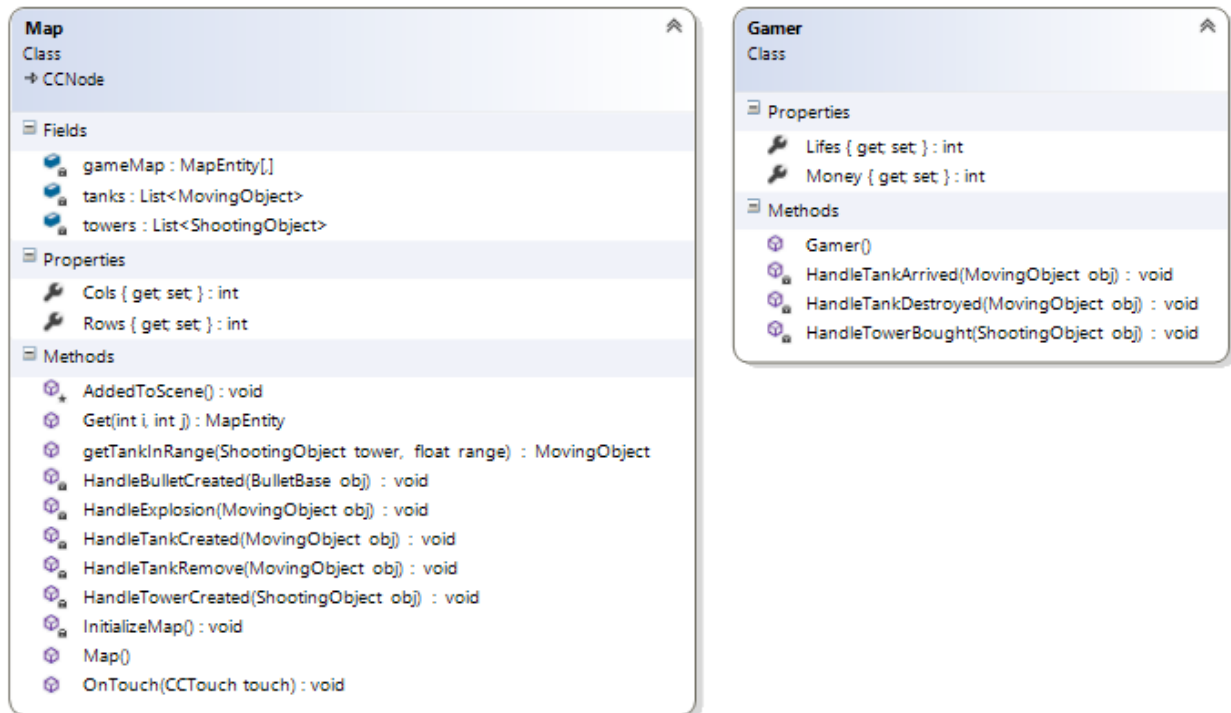 Map
Class
→ CCNode
Fields
gameMap : MapEntity[,]
tanks : List<MovingObject>
towers : List<ShootingObject>
Properties
Cols { get; set; } : int
Rows { get; set; } : int
Methods
AddedToScene() : void
Get(int i, int j) : MapEntity
getTankInRange(ShootingObject tower, float range) : MovingObject
HandleBulletCreated(BulletBase obj) : void
HandleExplosion(MovingObject obj) : void
HandleTankCreated(MovingObject obj) : void
HandleTankRemove(MovingObject obj) : void
HandleTowerCreated(ShootingObject obj) : void
InitializeMap() : void
Map()
OnTouch(CCTouch touch) : void
Gamer
Class
Properties
Lifes { get; set; } : int
Money { get; set; } : int
Methods
Gamer()
HandleTankArrived(MovingObject obj) : void
HandleTankDestroyed(MovingObject obj) : void
HandleTowerBought(ShootingObject obj) : void